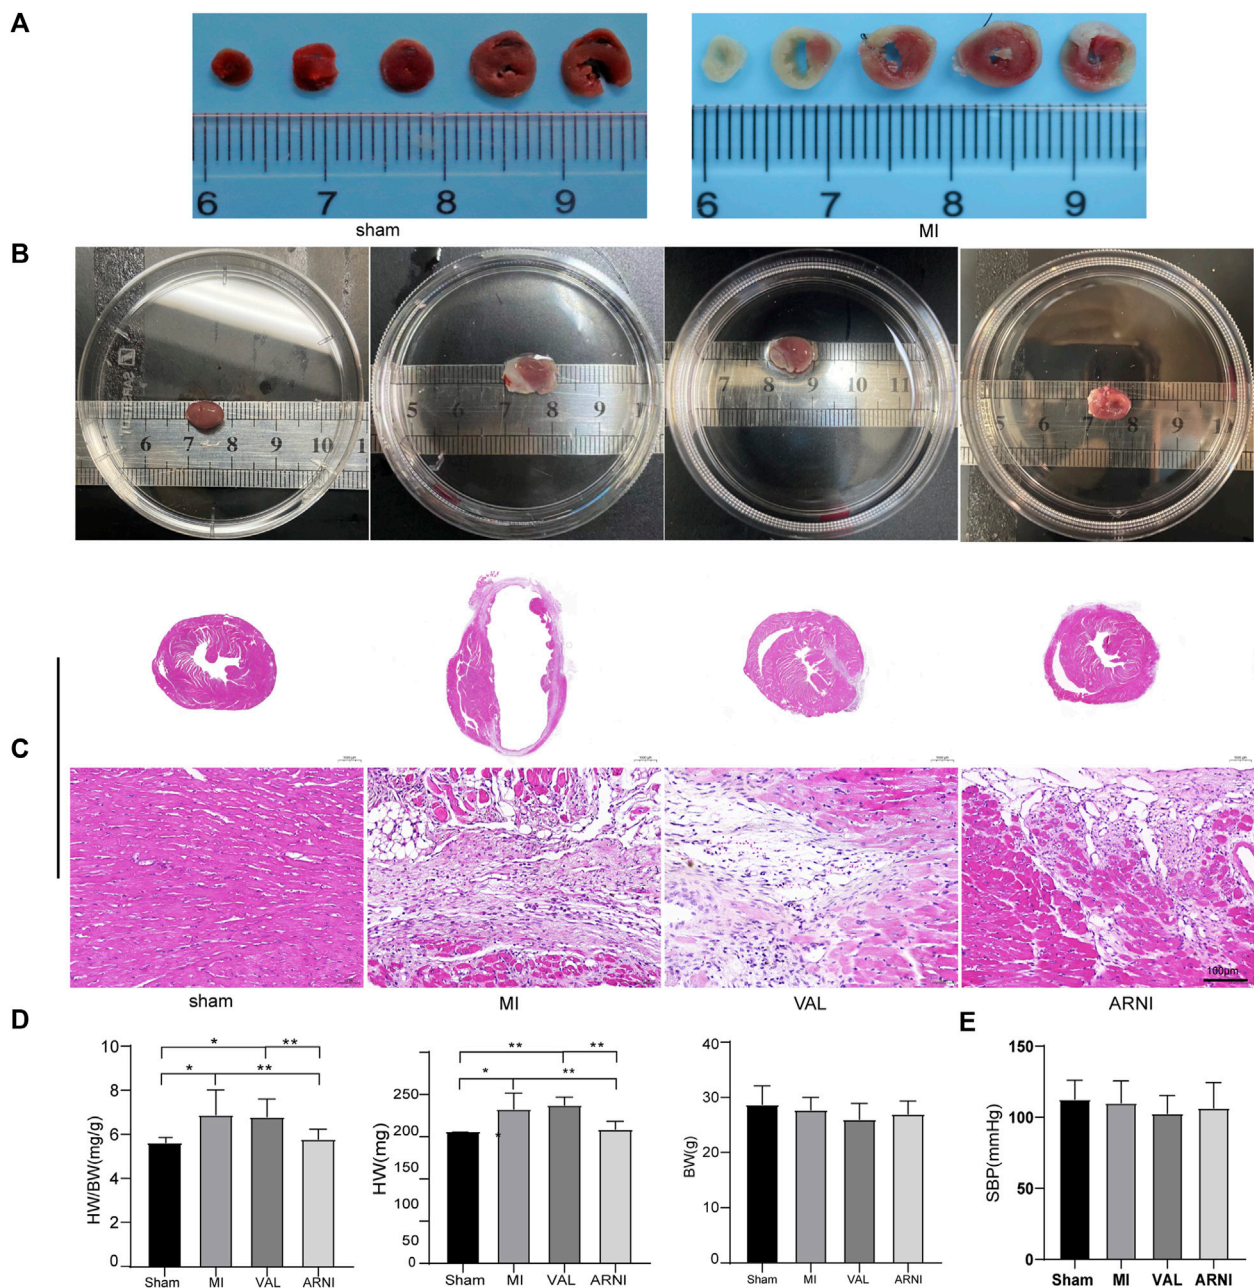 A
6 7 8 9
6 7 8 9
sham
MI
B
6 7 8 9 10 1
5 6 7 8 9 1
7 8 9 10 11
5 6 7 8 9 1
C
100μm
sham
MI
VAL
ARNI
D
E
HW/BW(mg/g)
10
8
6
4
2
0
* **
* **
Sham MI VAL ARNI
HW(mg)
250
200
150
100
50
0
** **
* **
*
Sham MI VAL ARNI
BW(g)
40
30
20
10
0
Sham MI VAL ARNI
SBP(mmHg)
150
100
50
0
Sham MI VAL ARNI